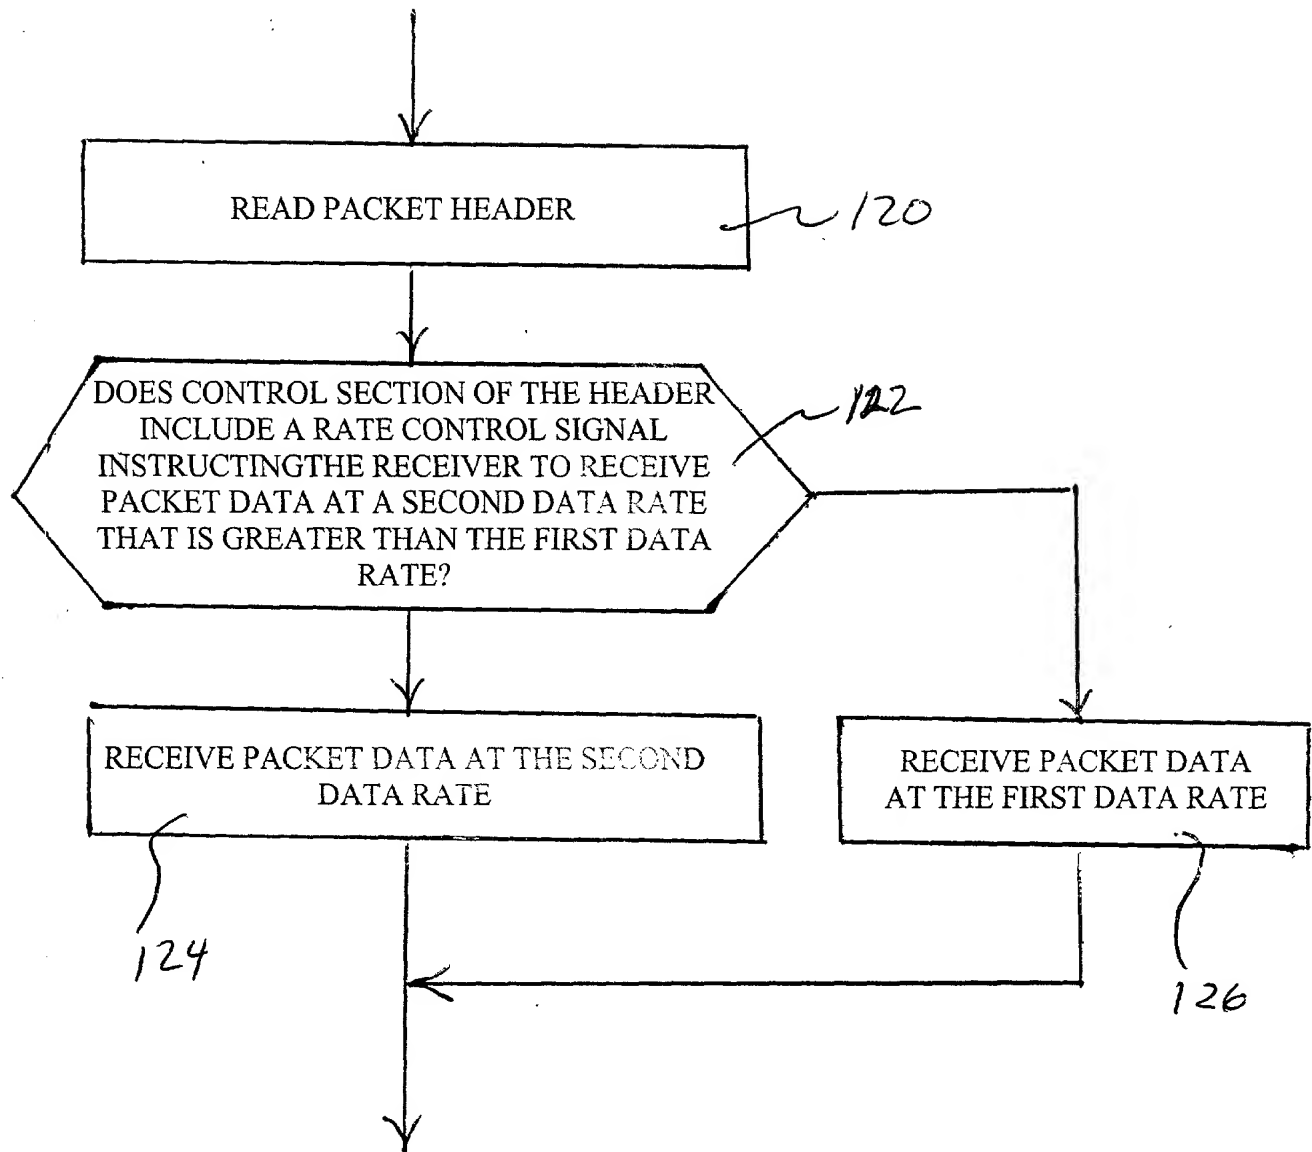 READ PACKET HEADER
120
DOES CONTROL SECTION OF THE HEADER
INCLUDE A RATE CONTROL SIGNAL
INSTRUCTINGTHE RECEIVER TO RECEIVE
PACKET DATA AT A SECOND DATA RATE
THAT IS GREATER THAN THE FIRST DATA
RATE?
122
RECEIVE PACKET DATA AT THE SECOND
DATA RATE
RECEIVE PACKET DATA
AT THE FIRST DATA RATE
124
126